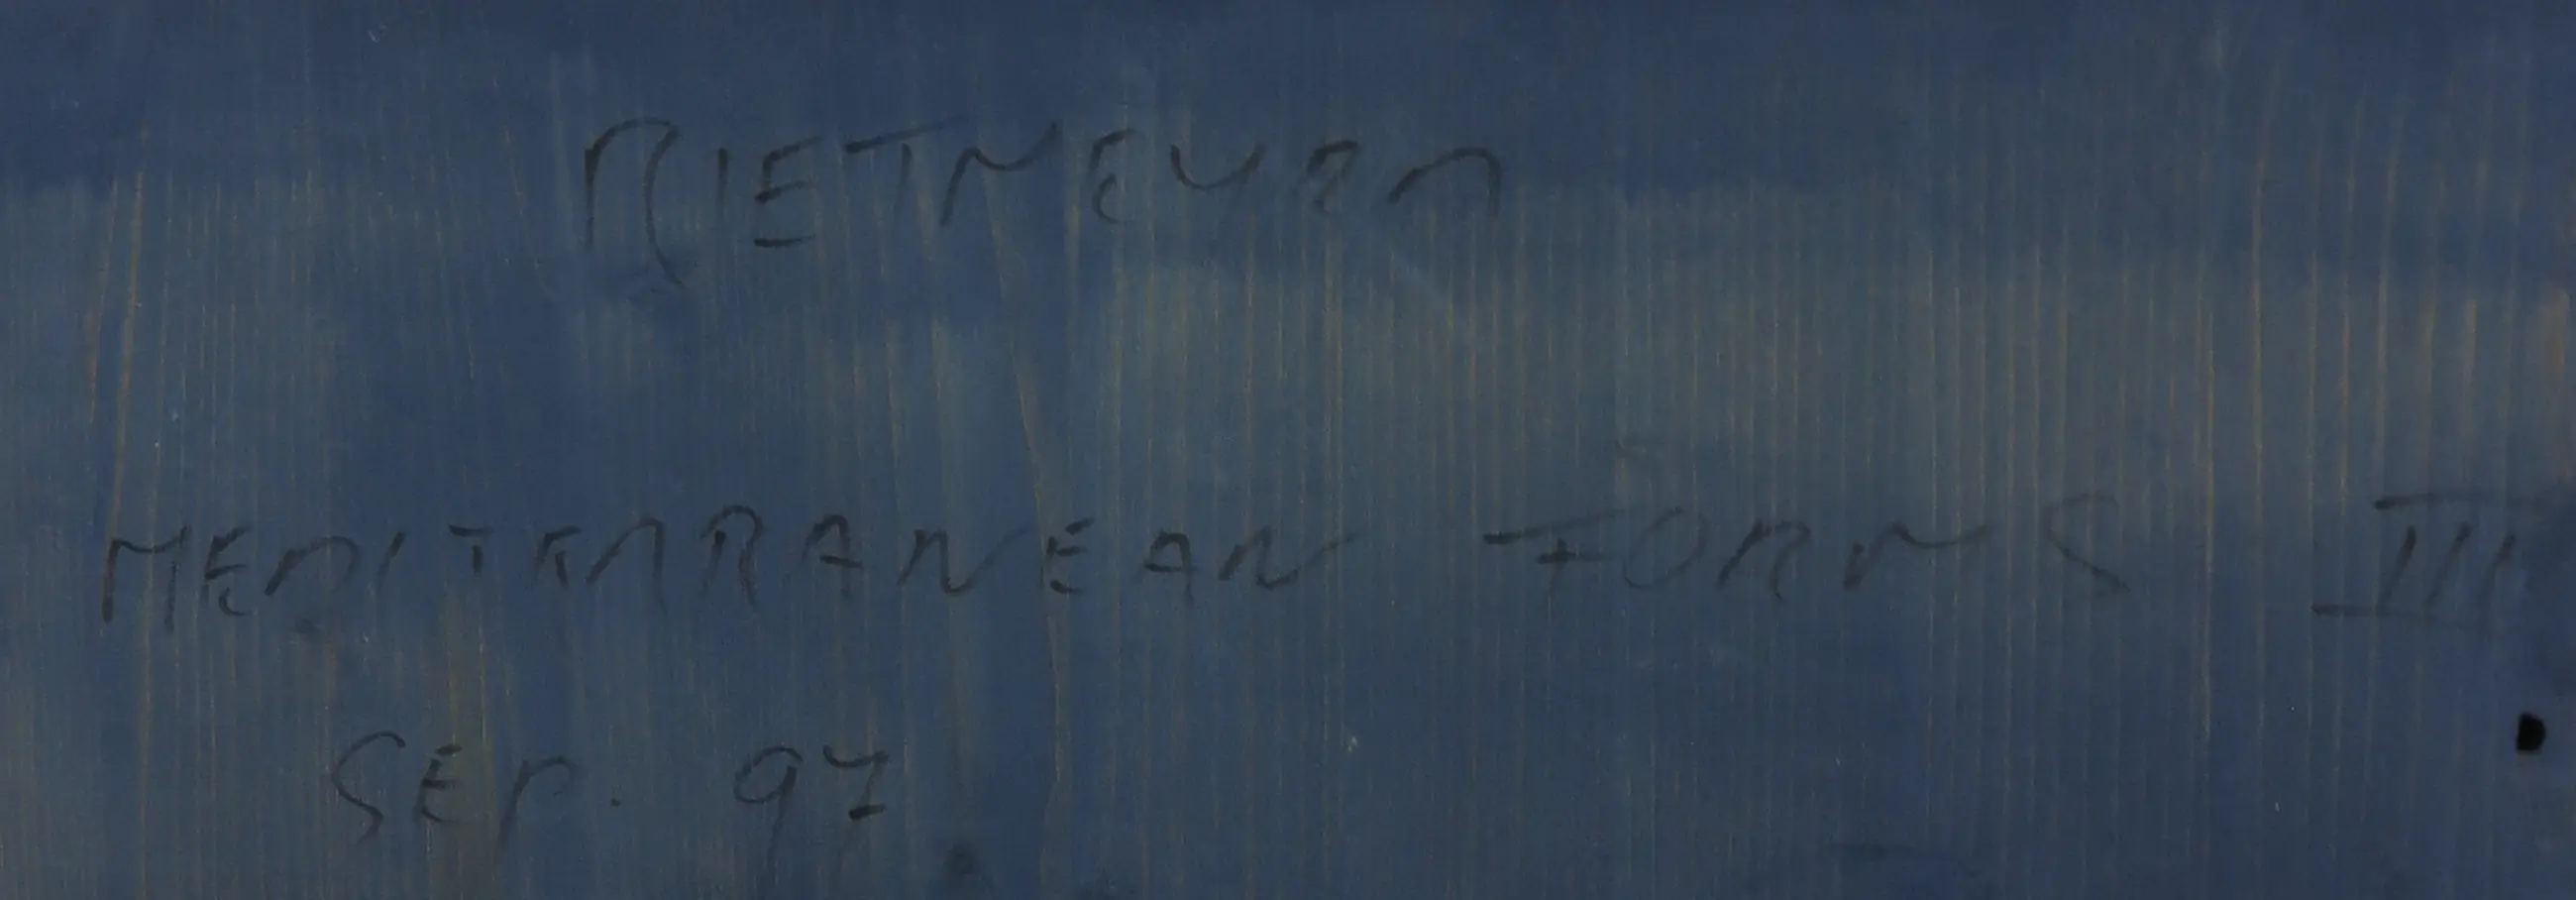 RIETMEYER
MEDITERRANEAN FORMS III
SEP. 97